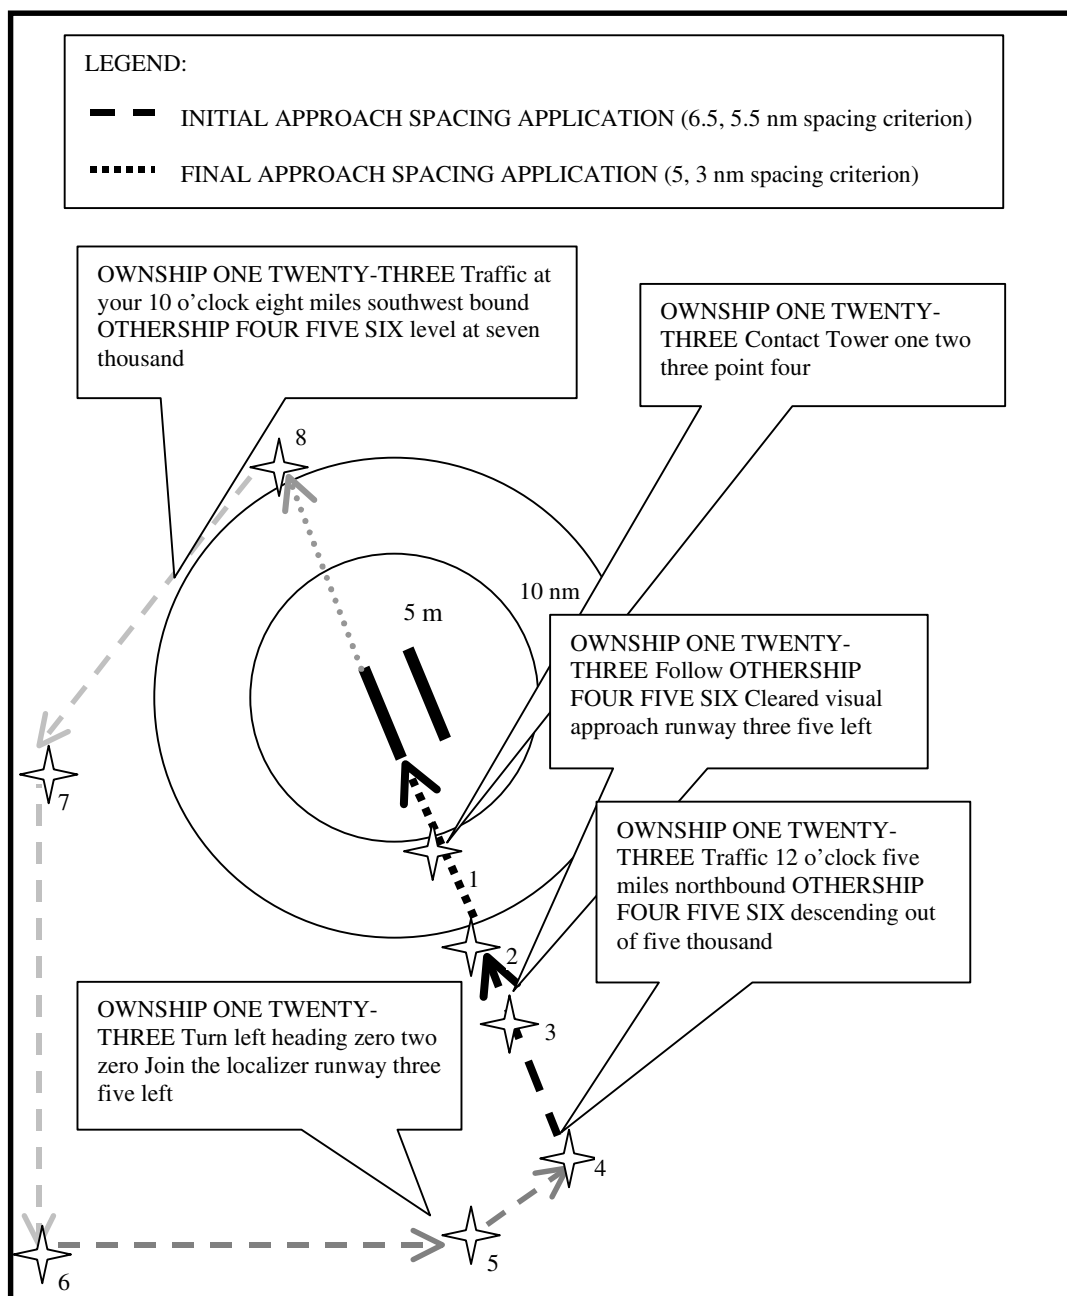 LEGEND:
INITIAL APPROACH SPACING APPLICATION (6.5, 5.5 nm spacing criterion)
FINAL APPROACH SPACING APPLICATION (5, 3 nm spacing criterion)
OWNSHIP ONE TWENTY-THREE Traffic at
your 10 o’clock eight miles southwest bound
OTHERSHIP FOUR FIVE SIX level at seven
thousand
OWNSHIP ONE TWENTY-
THREE Contact Tower one two
three point four
8
10 nm
5 m
OWNSHIP ONE TWENTY-
THREE Follow OTHERSHIP
FOUR FIVE SIX Cleared visual
approach runway three five left
7
1
OWNSHIP ONE TWENTY-
THREE Traffic 12 o’clock five
miles northbound OTHERSHIP
FOUR FIVE SIX descending out
of five thousand
2
3
OWNSHIP ONE TWENTY-
THREE Turn left heading zero two
zero Join the localizer runway three
five left
4
5
6